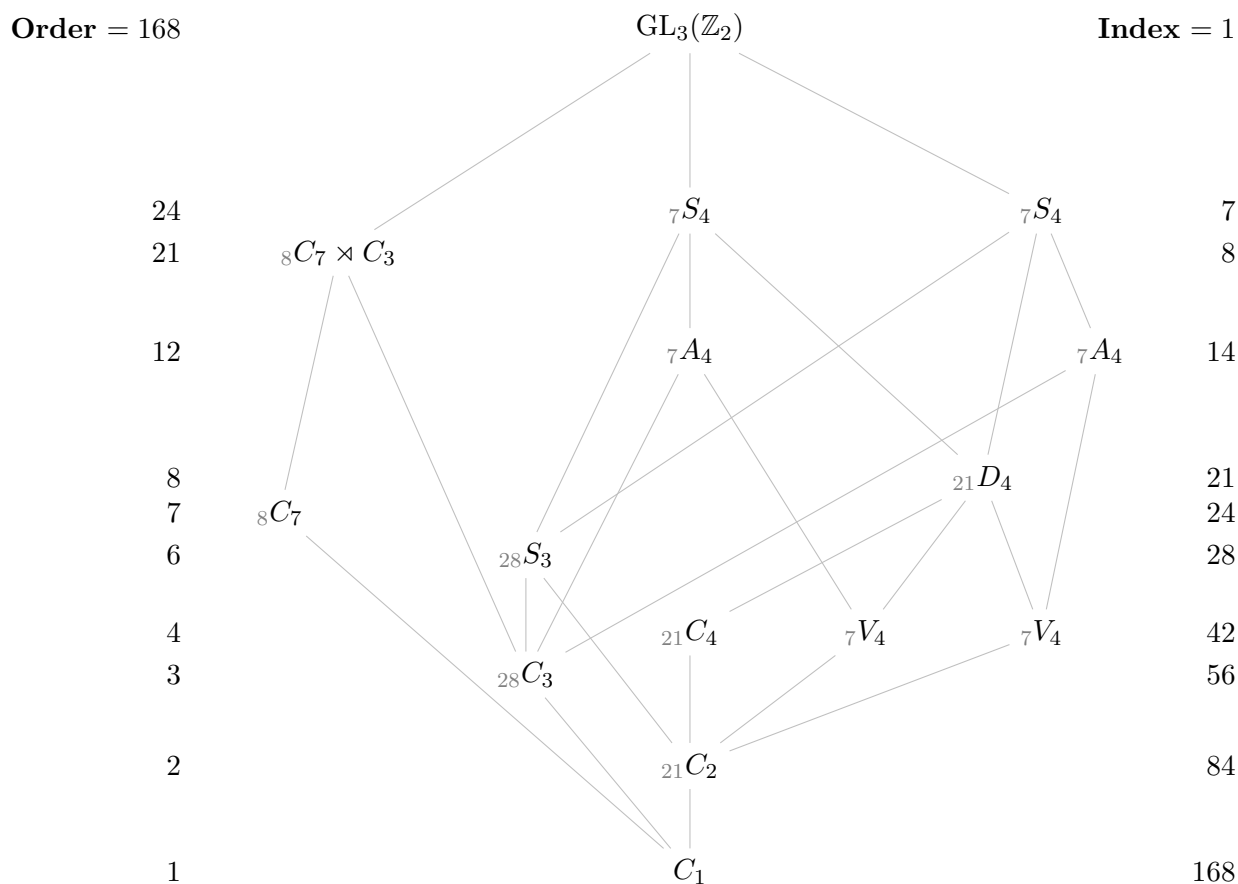 Order = 168 GL₃(ℤ₂) Index = 1
24 ₇S₄ ₇S₄ 7
21 ₈C₇ ⋊ C₃ 8
12 ₇A₄ ₇A₄ 14
8 ₂₁D₄ 21
7 ₈C₇ 24
6 ₂₈S₃ 28
4 ₂₁C₄ ₇V₄ ₇V₄ 42
3 ₂₈C₃ 56
2 ₂₁C₂ 84
1 C₁ 168